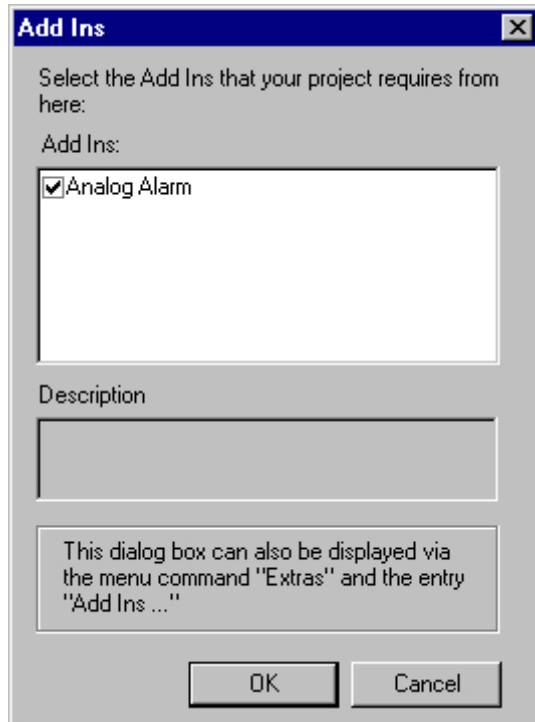 Add Ins
Select the Add Ins that your project requires from
here:
Add Ins:
Analog Alarm
Description
This dialog box can also be displayed via
the menu command "Extras" and the entry
"Add Ins ..."
OK
Cancel